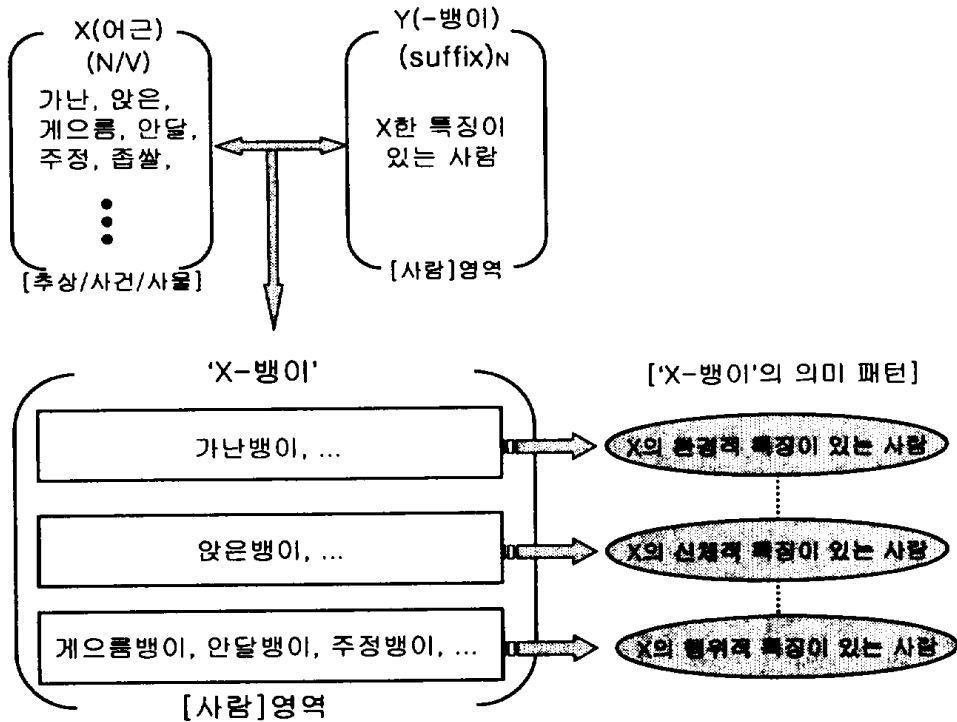 X(어근)
(N/V)
가난, 앉은,
게으름, 안달,
주정, 좁쌀,
[추상/사건/사물]
Y(-뱅이)
(suffix)N
X한 특징이
있는 사람
[사람]영역
‘X-뱅이’
[‘X-뱅이’의 의미 패턴]
가난뱅이, ...
X의 환경적 특징이 있는 사람
앉은뱅이, ...
X의 신체적 특징이 있는 사람
게으름뱅이, 안달뱅이, 주정뱅이, ...
X의 행위적 특징이 있는 사람
[사람]영역